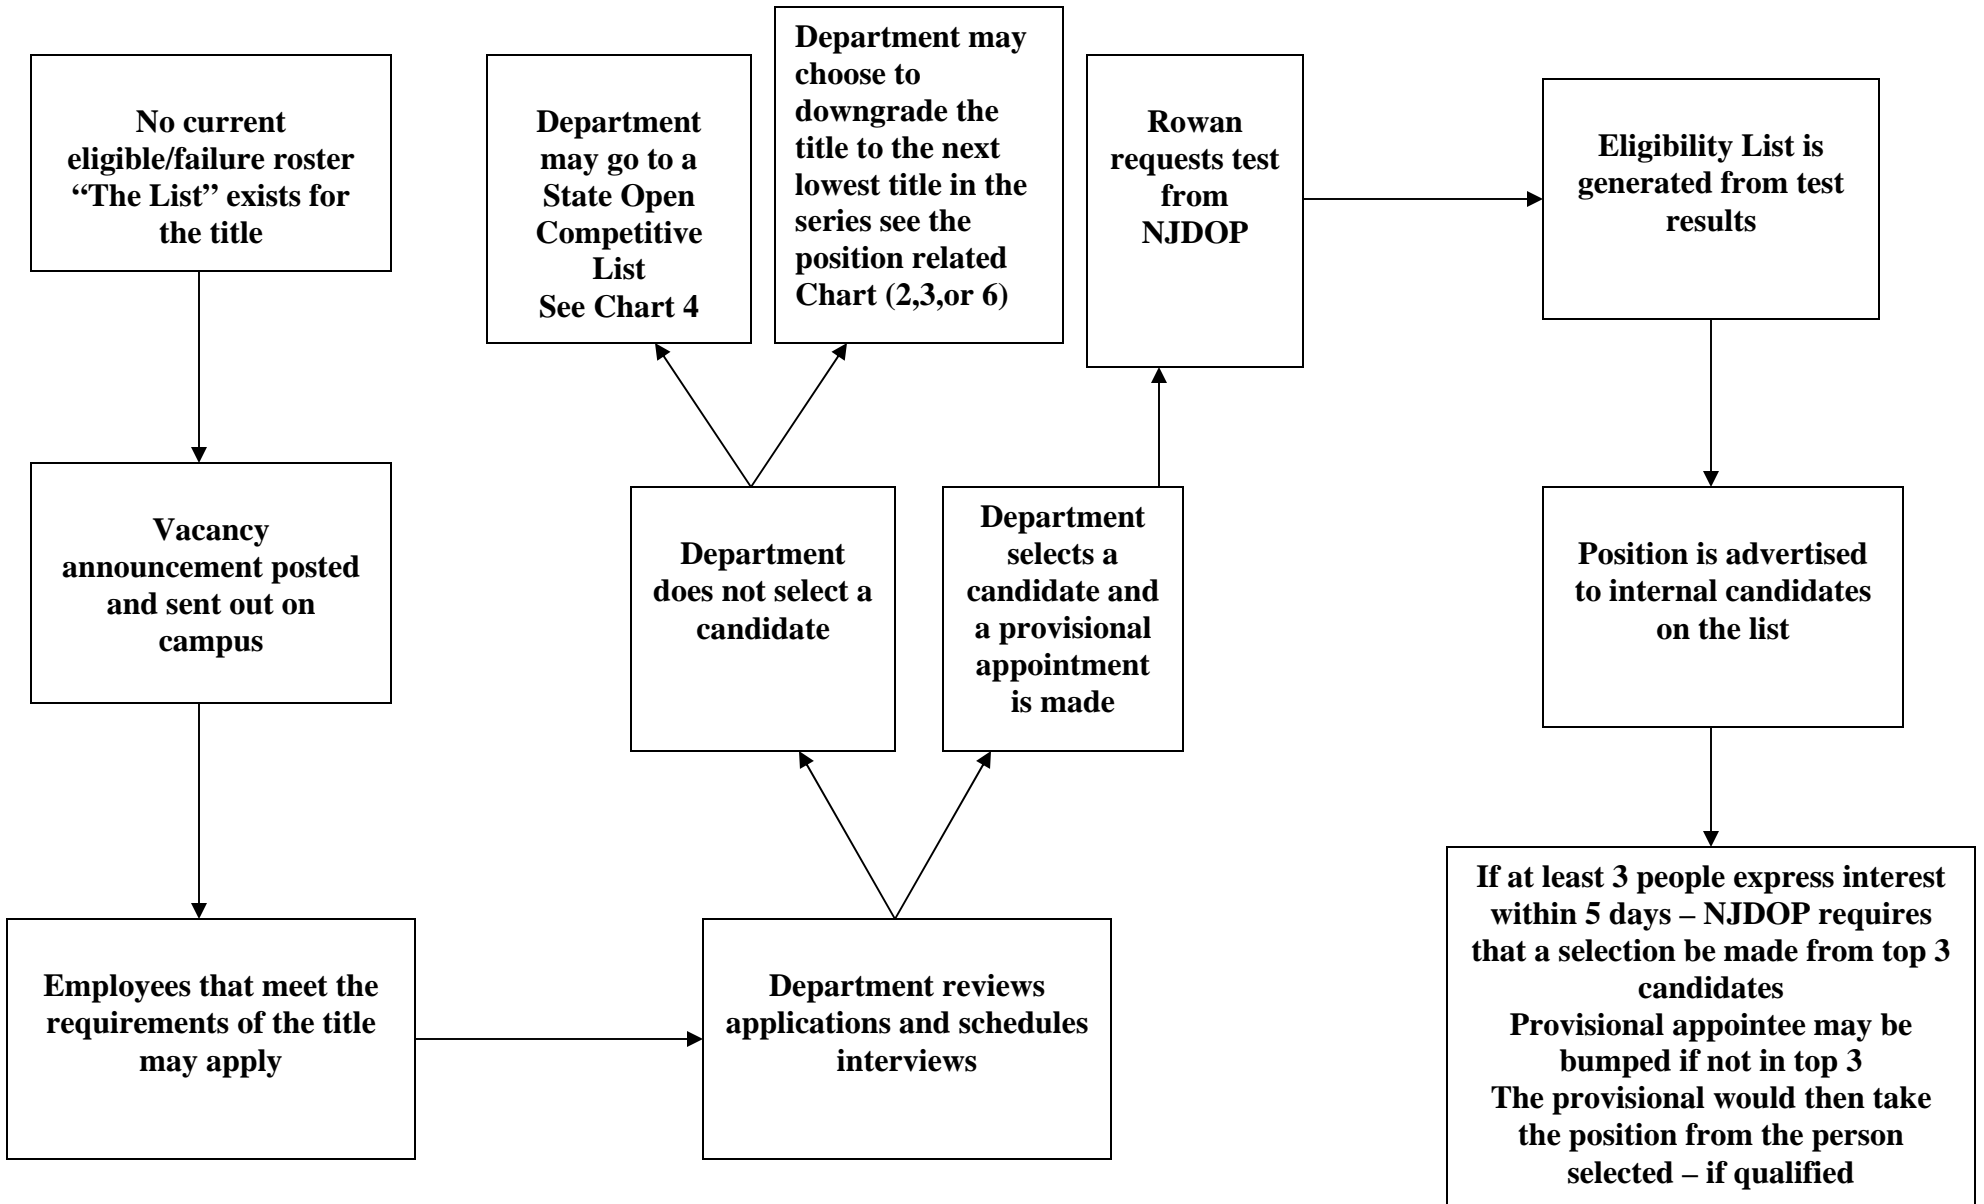 No current
eligible/failure roster
“The List” exists for
the title
Vacancy
announcement posted
and sent out on
campus
Employees that meet the
requirements of the title
may apply
Department reviews
applications and schedules
interviews
Department
does not select a
candidate
Department
may go to a
State Open
Competitive
List
See Chart 4
Department may
choose to
downgrade the
title to the next
lowest title in the
series see the
position related
Chart (2,3,or 6)
Department
selects a
candidate and
a provisional
appointment
is made
Rowan
requests test
from
NJDOP
Eligibility List is
generated from test
results
Position is advertised
to internal candidates
on the list
If at least 3 people express interest
within 5 days – NJDOP requires
that a selection be made from top 3
candidates
Provisional appointee may be
bumped if not in top 3
The provisional would then take
the position from the person
selected – if qualified